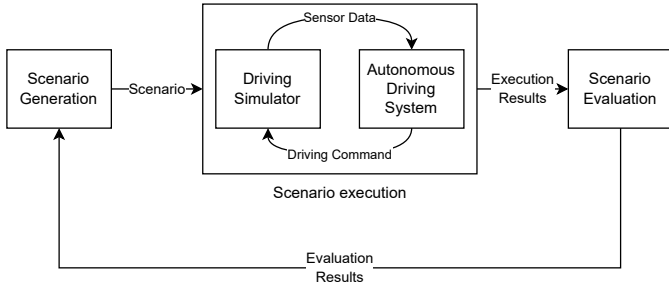 Sensor Data
Scenario
Generation
Scenario
Driving
Simulator
Autonomous
Driving
System
Execution
Results
Scenario
Evaluation
Driving Command
Scenario execution
Evaluation
Results